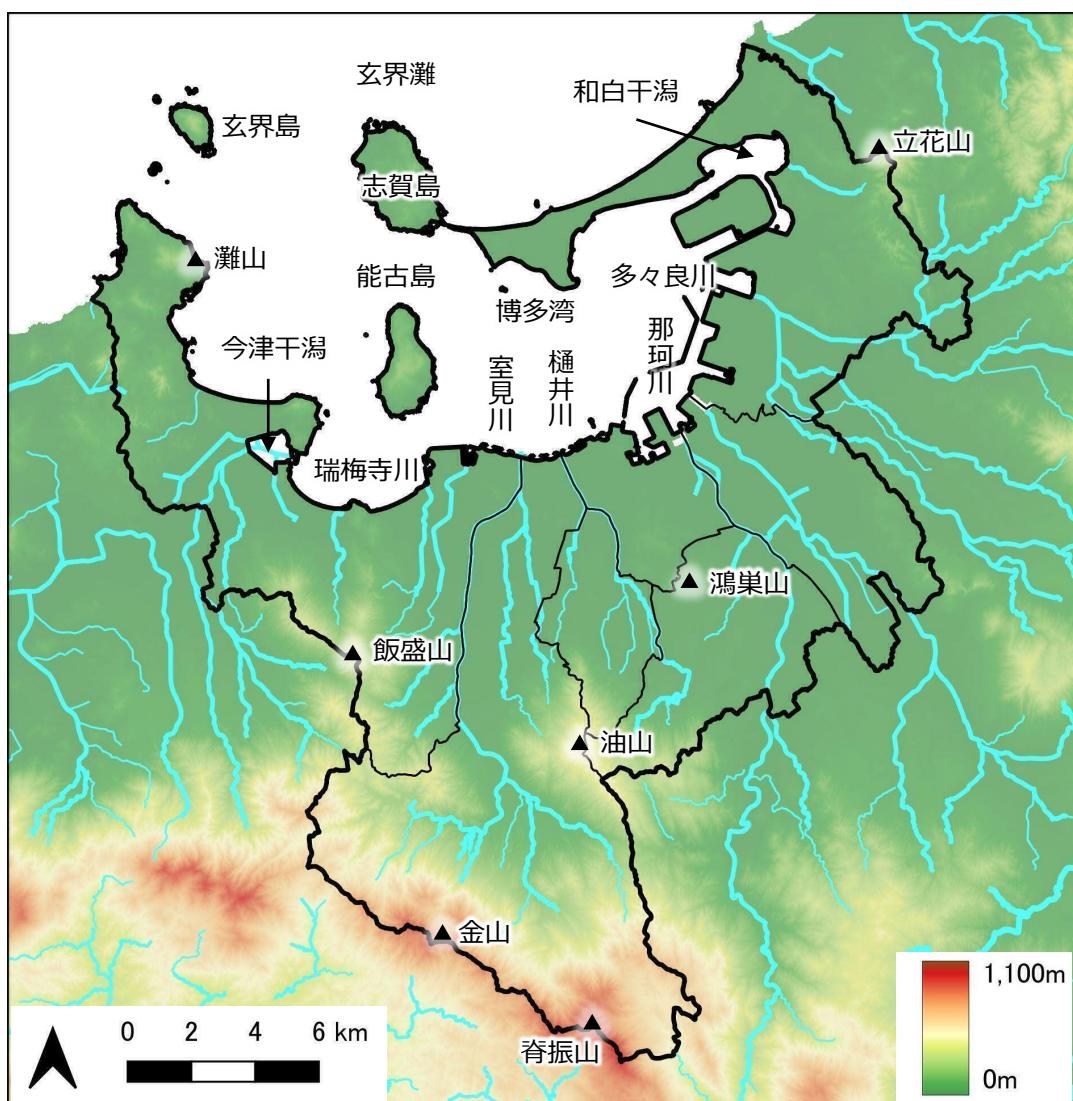 玄界灘
和白干潟
玄界島
立花山
志賀島
灘山
能古島
多々良川
博多湾
那珂川
今津干潟
室見川
樋井川
瑞梅寺川
鴻巣山
飯盛山
油山
金山
脊振山
0 2 4 6 km
1,100m
0m